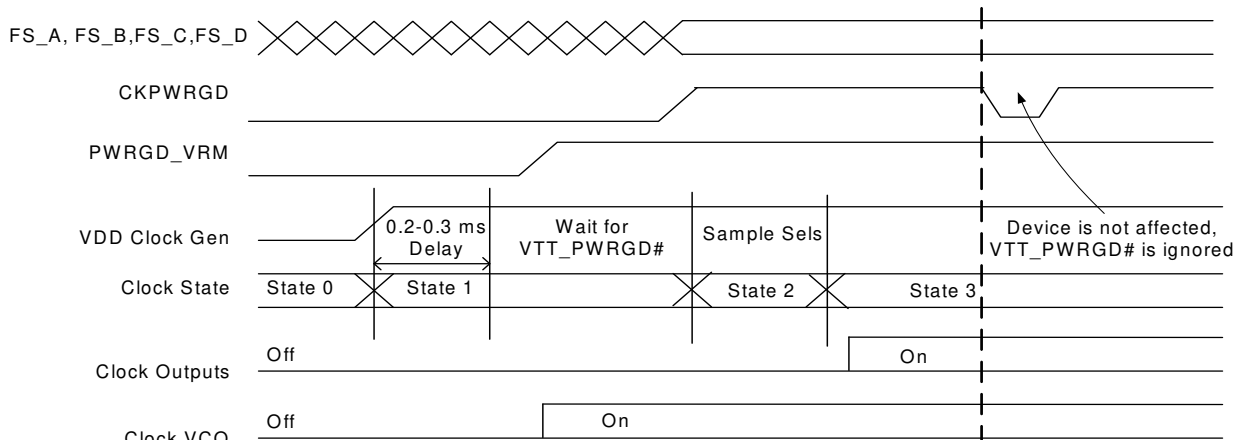 FS_A, FS_B,FS_C,FS_D
CKPWRGD
PWRGD_VRM
VDD Clock Gen
0.2-0.3 ms
Delay
Wait for
VTT_PWRGD#
Sample Sels
Device is not affected,
VTT_PWRGD# is ignored
Clock State
State 0
State 1
State 2
State 3
Clock Outputs
Off
On
Clock VCO
Off
On